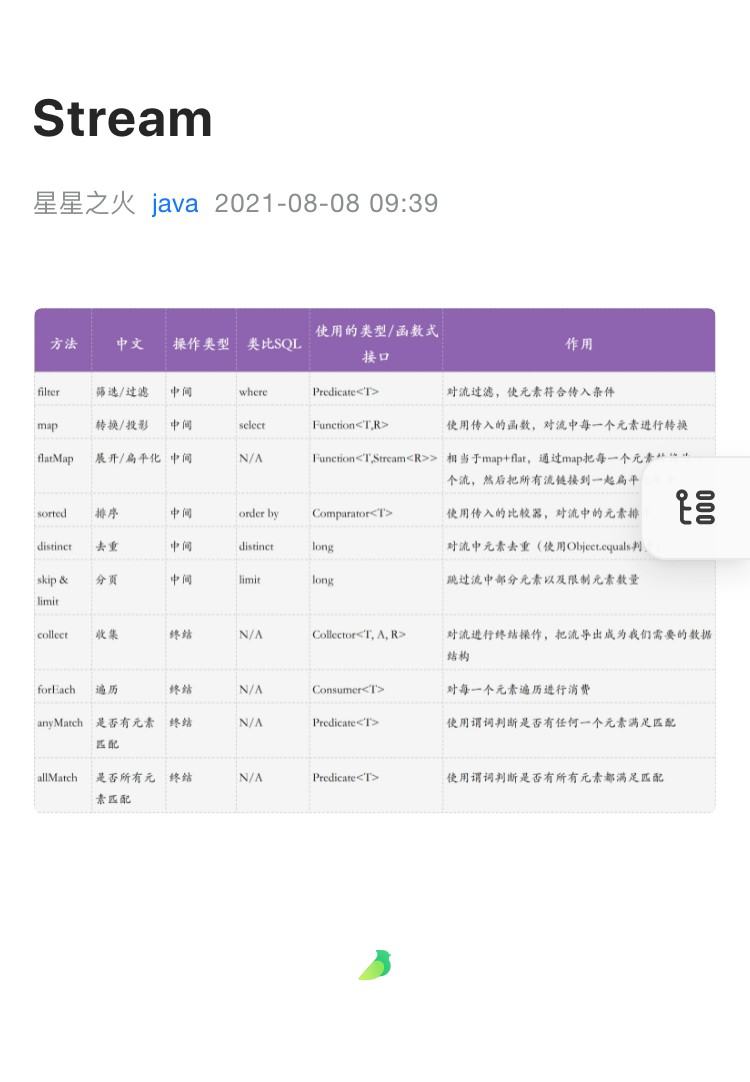 Stream
星星之火 java 2021-08-08 09:39
方法 中文 操作类型 类比SQL 使用的类型/函数式接口 作用
filter 筛选/过滤 中间 where Predicate<T> 对流过滤，使元素符合传入条件
map 转换/投影 中间 select Function<T,R> 使用传入的函数，对流中每一个元素进行转换
flatMap 展开/扁平化 中间 N/A Function<T,Stream<R>> 相当于map+flat，通过map把每一个元素
个流，然后把所有流链接到一起扁平
sorted 排序 中间 order by Comparator<T> 使用传入的比较器，对流中的元素排
distinct 去重 中间 distinct long 对流中元素去重（使用Object.equals判
skip & 分页 中间 limit long 跳过流中部分元素以及限制元素数量
limit
collect 收集 终结 N/A Collector<T, A, R> 对流进行终结操作，把流导出成为我们需要的数据
结构
forEach 遍历 终结 N/A Consumer<T> 对每一个元素遍历进行消费
anyMatch 是否有元素 终结 N/A Predicate<T> 使用谓词判断是否有任何一个元素满足匹配
匹配
allMatch 是否所有元 终结 N/A Predicate<T> 使用谓词判断是否有所有元素都满足匹配
素匹配